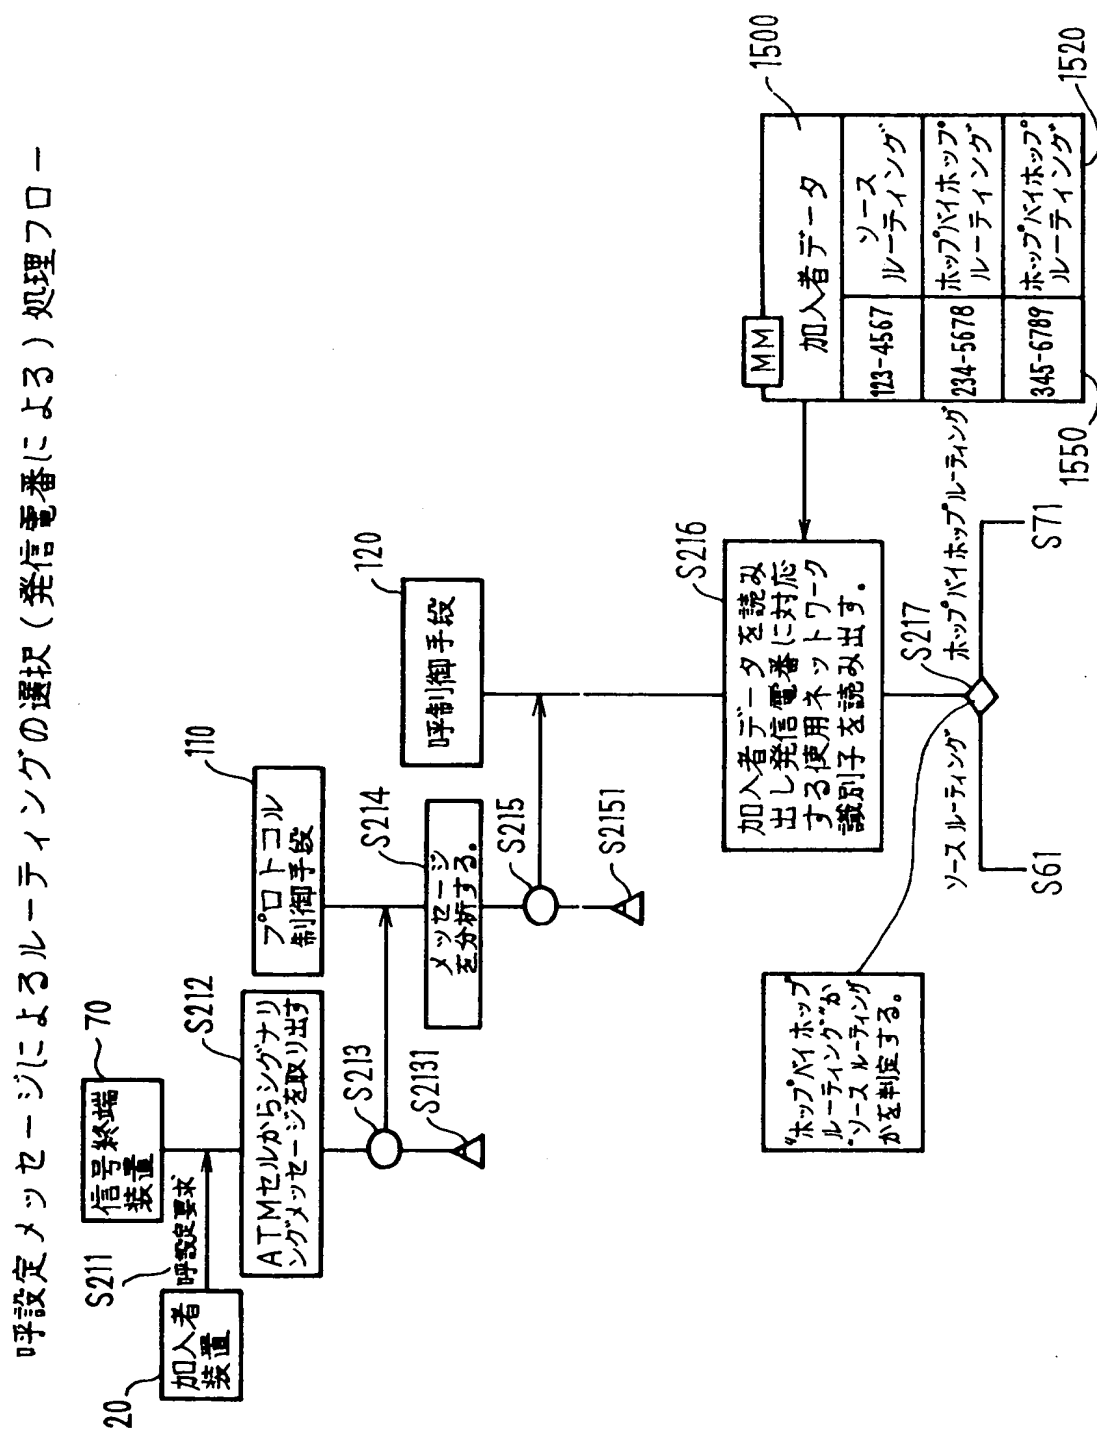 呼設定メッセージによるルーティングの選択(発信電番による)処理フロー
20
加入者
装置
S211
呼設定要求
70
信号終端
装置
S212
ATMセルからシグナリ
ングメッセージを取り出す
S213
S2131
110
プロトコル
制御手段
S214
メッセージ
を分析する。
S215
S2151
120
呼制御手段
S216
加入者データを読み
出し発信電番に対応
する使用ネットワーク
識別子を読み出す。
MM
1500
加入者データ
123-4567
ソース
ルーティング
234-5678
ホップバイホップ
ルーティング
345-6789
ホップバイホップ
ルーティング
1550
1520
S217
ソースルーティング
ホップバイホップルーティング
S61
S71
“ホップバイホップ
ルーティング”か
“ソースルーティング”
かを判定する。